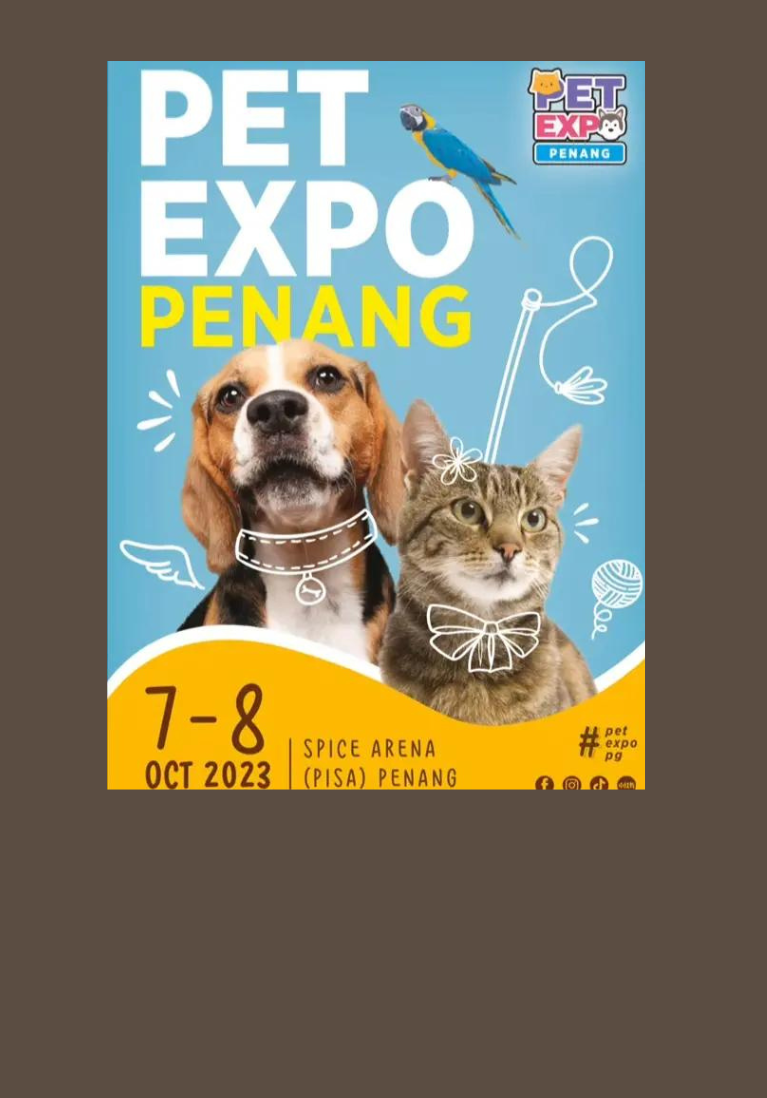 PET
EXPO
PENANG
PET
EXPO
PENANG
7-8
OCT 2023
SPICE ARENA
(PISA) PENANG
#pet
expo
pg